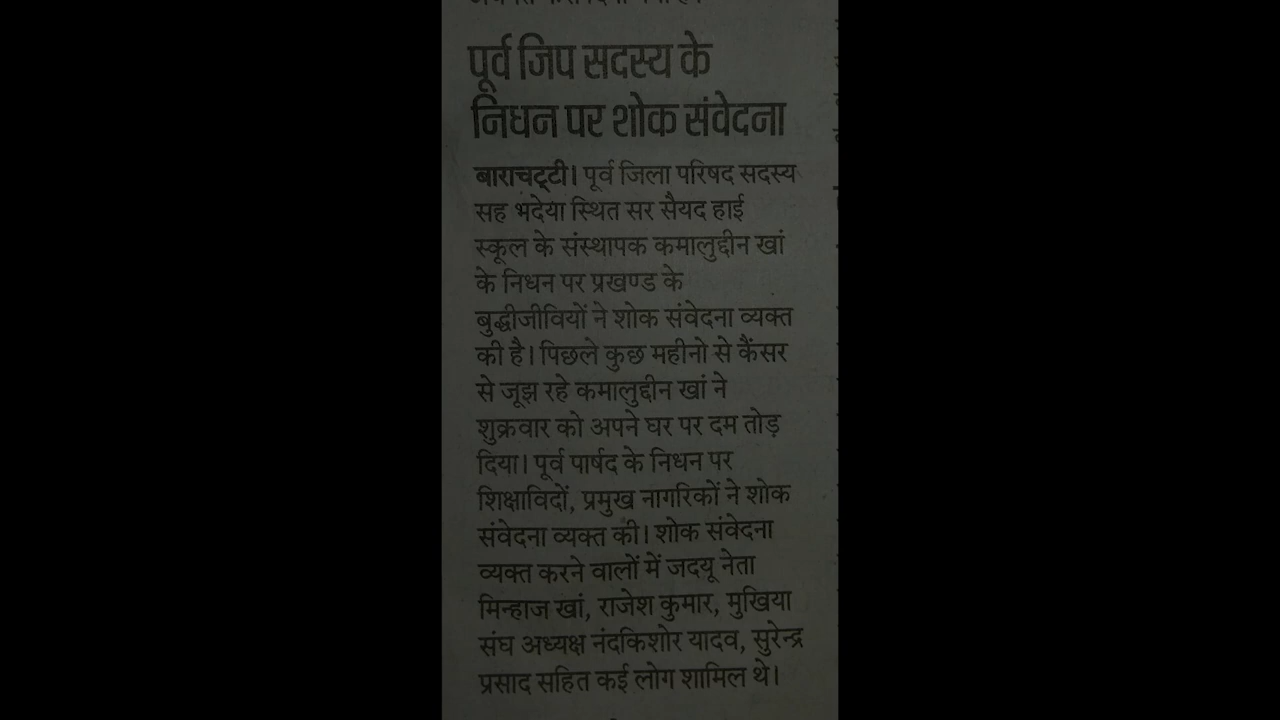 पूर्व जिप सदस्य के
निधन पर शोक संवेदना
बाराचट्टी। पूर्व जिला परिषद सदस्य
सह भदेया स्थित सर सैयद हाई
स्कूल के संस्थापक कमालुद्दीन खां
के निधन पर प्रखण्ड के
बुद्धीजीवियों ने शोक संवेदना व्यक्त
की है। पिछले कुछ महीनो से कैंसर
से जूझ रहे कमालुद्दीन खां ने
शुक्रवार को अपने घर पर दम तोड़
दिया। पूर्व पार्षद के निधन पर
शिक्षाविदों, प्रमुख नागरिकों ने शोक
संवेदना व्यक्त की। शोक संवेदना
व्यक्त करने वालों में जदयू नेता
मिन्हाज खां, राजेश कुमार, मुखिया
संघ अध्यक्ष नंदकिशोर यादव, सुरेन्द्र
प्रसाद सहित कई लोग शामिल थे।